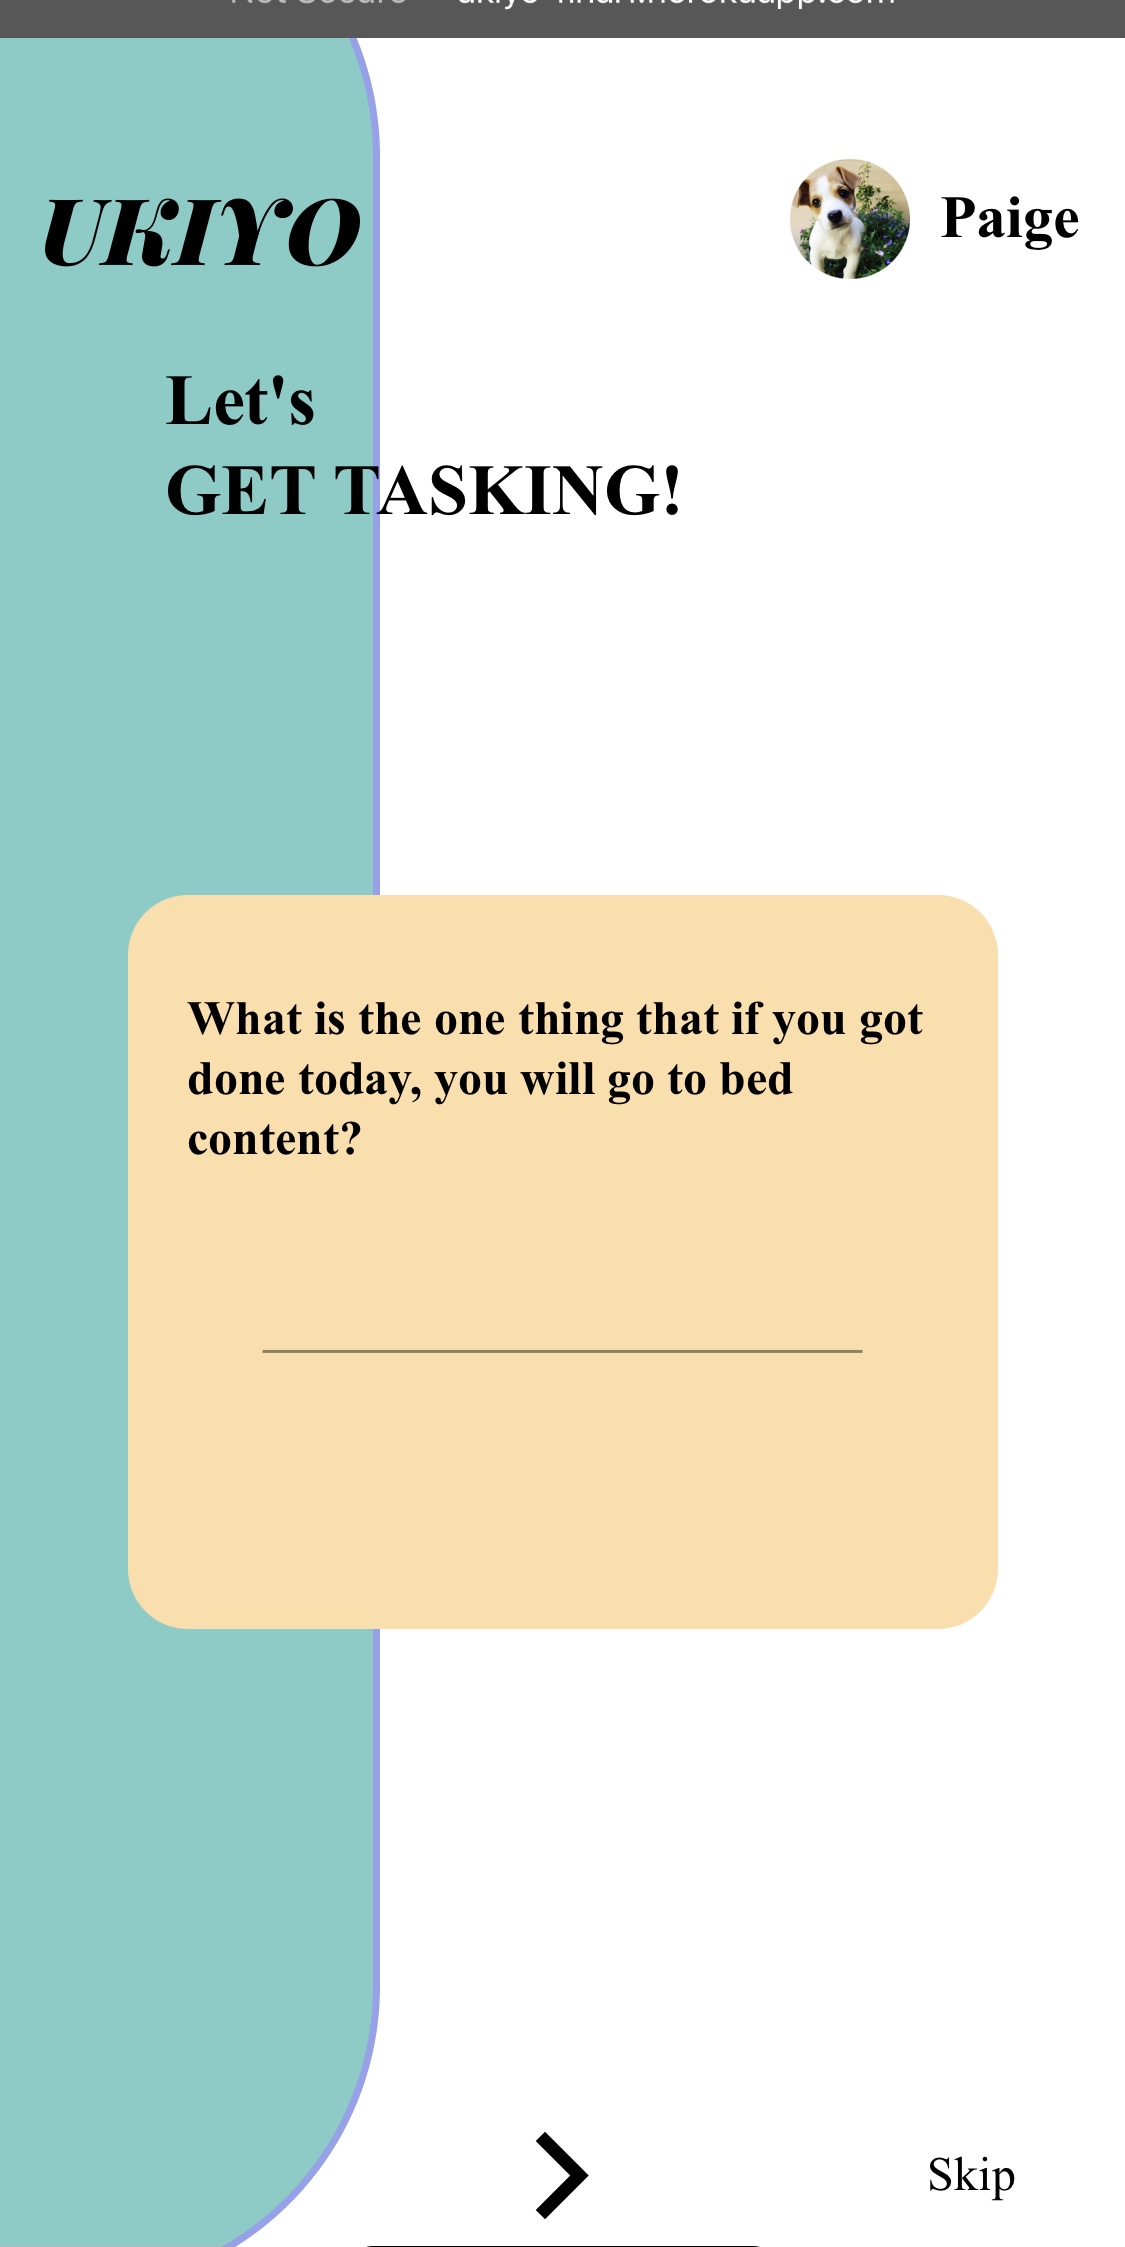 UKIYO
Paige
Let's
GET TASKING!
What is the one thing that if you got
done today, you will go to bed
content?
Skip